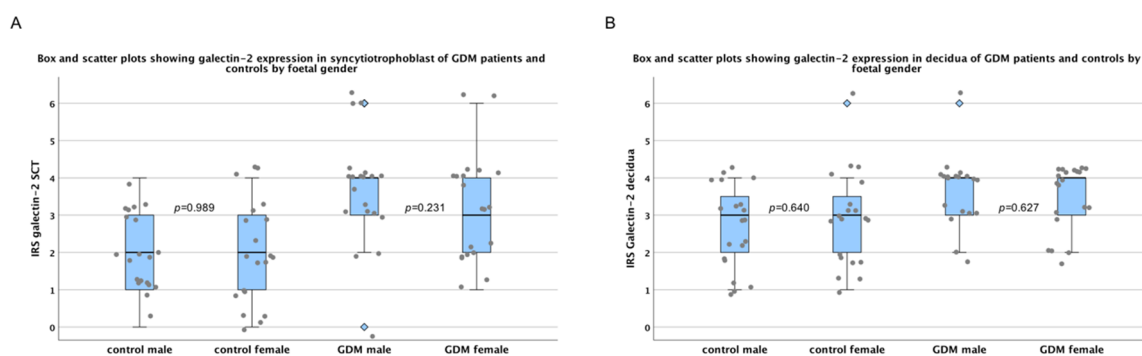 A
Box and scatter plots showing galectin-2 expression in syncytiotrophoblast of GDM patients and
controls by foetal gender
IRS galectin-2 SCT
6
5
4
3
2
1
0
p=0.989
p=0.231
control male
control female
GDM male
GDM female
B
Box and scatter plots showing galectin-2 expression in decidua of GDM patients and controls by
foetal gender
IRS Galectin-2 decidua
6
5
4
3
2
1
0
p=0.640
p=0.627
control male
control female
GDM male
GDM female